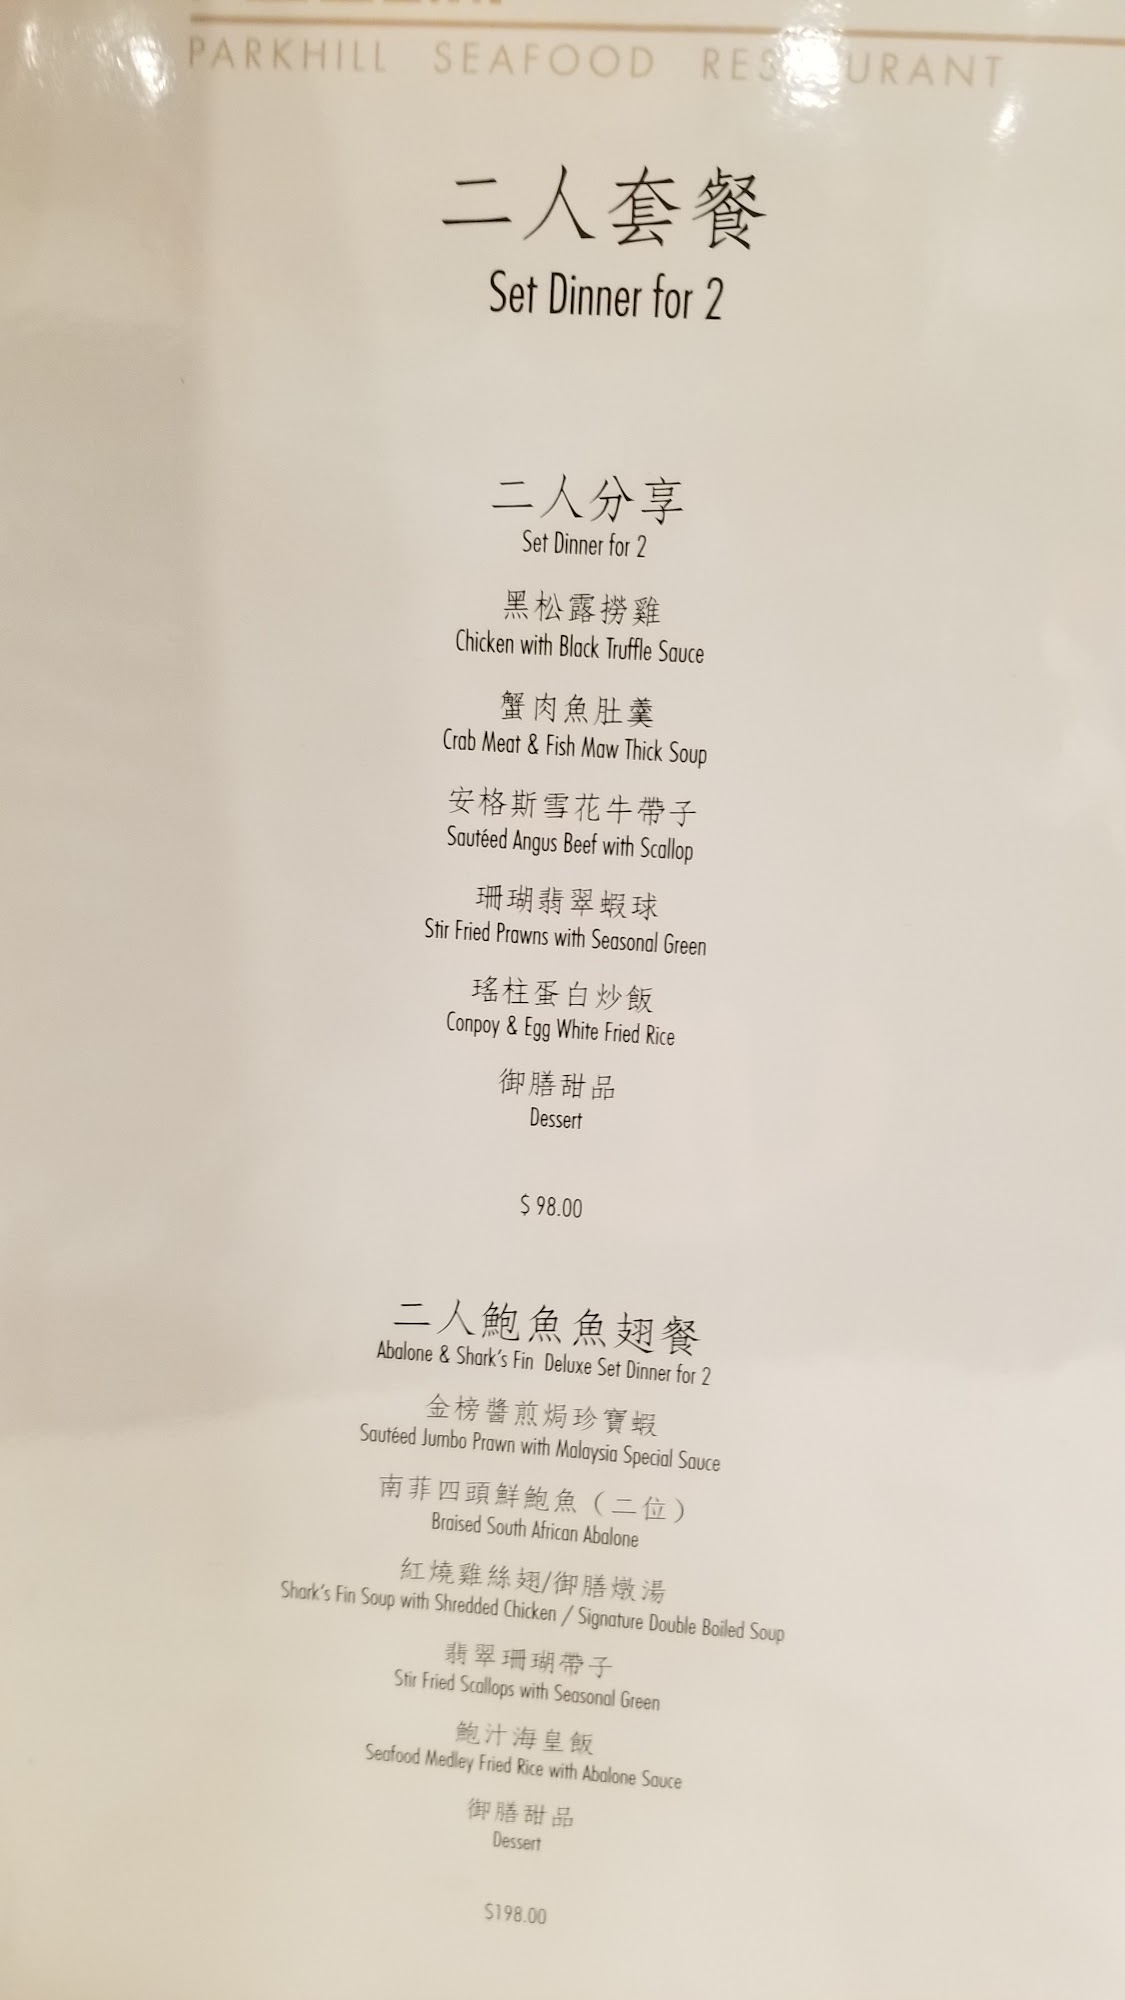 PARKHILL SEAFOOD
二人套餐
Set Dinner for 2
二人分享
Set Dinner for 2
黑松露撈雞
Chicken with Black Truffle Sauce
蟹肉魚肚羹
Crab Meat & Fish Maw Thick Soup
安格斯雪花牛帶子
Sautéed Angus Beef with Scallop
珊瑚翡翠蝦球
Stir Fried Prawns with Seasonal Green
瑤柱蛋白炒飯
Conpoy & Egg White Fried Rice
御膳甜品
Dessert
$ 98.00
二人鮑魚魚翅餐
Abalone & Shark's Fin Deluxe Set Dinner for 2
金榜醬煎焗珍寶蝦
Sautéed Jumbo Prawn with Malaysia Special Sauce
南菲四頭鮮鮑魚（二位）
Braised South African Abalone
紅燒雞絲翅/御膳燉湯
Shark's Fin Soup with Shredded Chicken / Signature Double Boiled Soup
翡翠珊瑚帶子
Stir Fried Scallops with Seasonal Green
鮑汁海皇飯
Seafood Medley Fried Rice with Abalone Sauce
御膳甜品
Dessert
$198.00